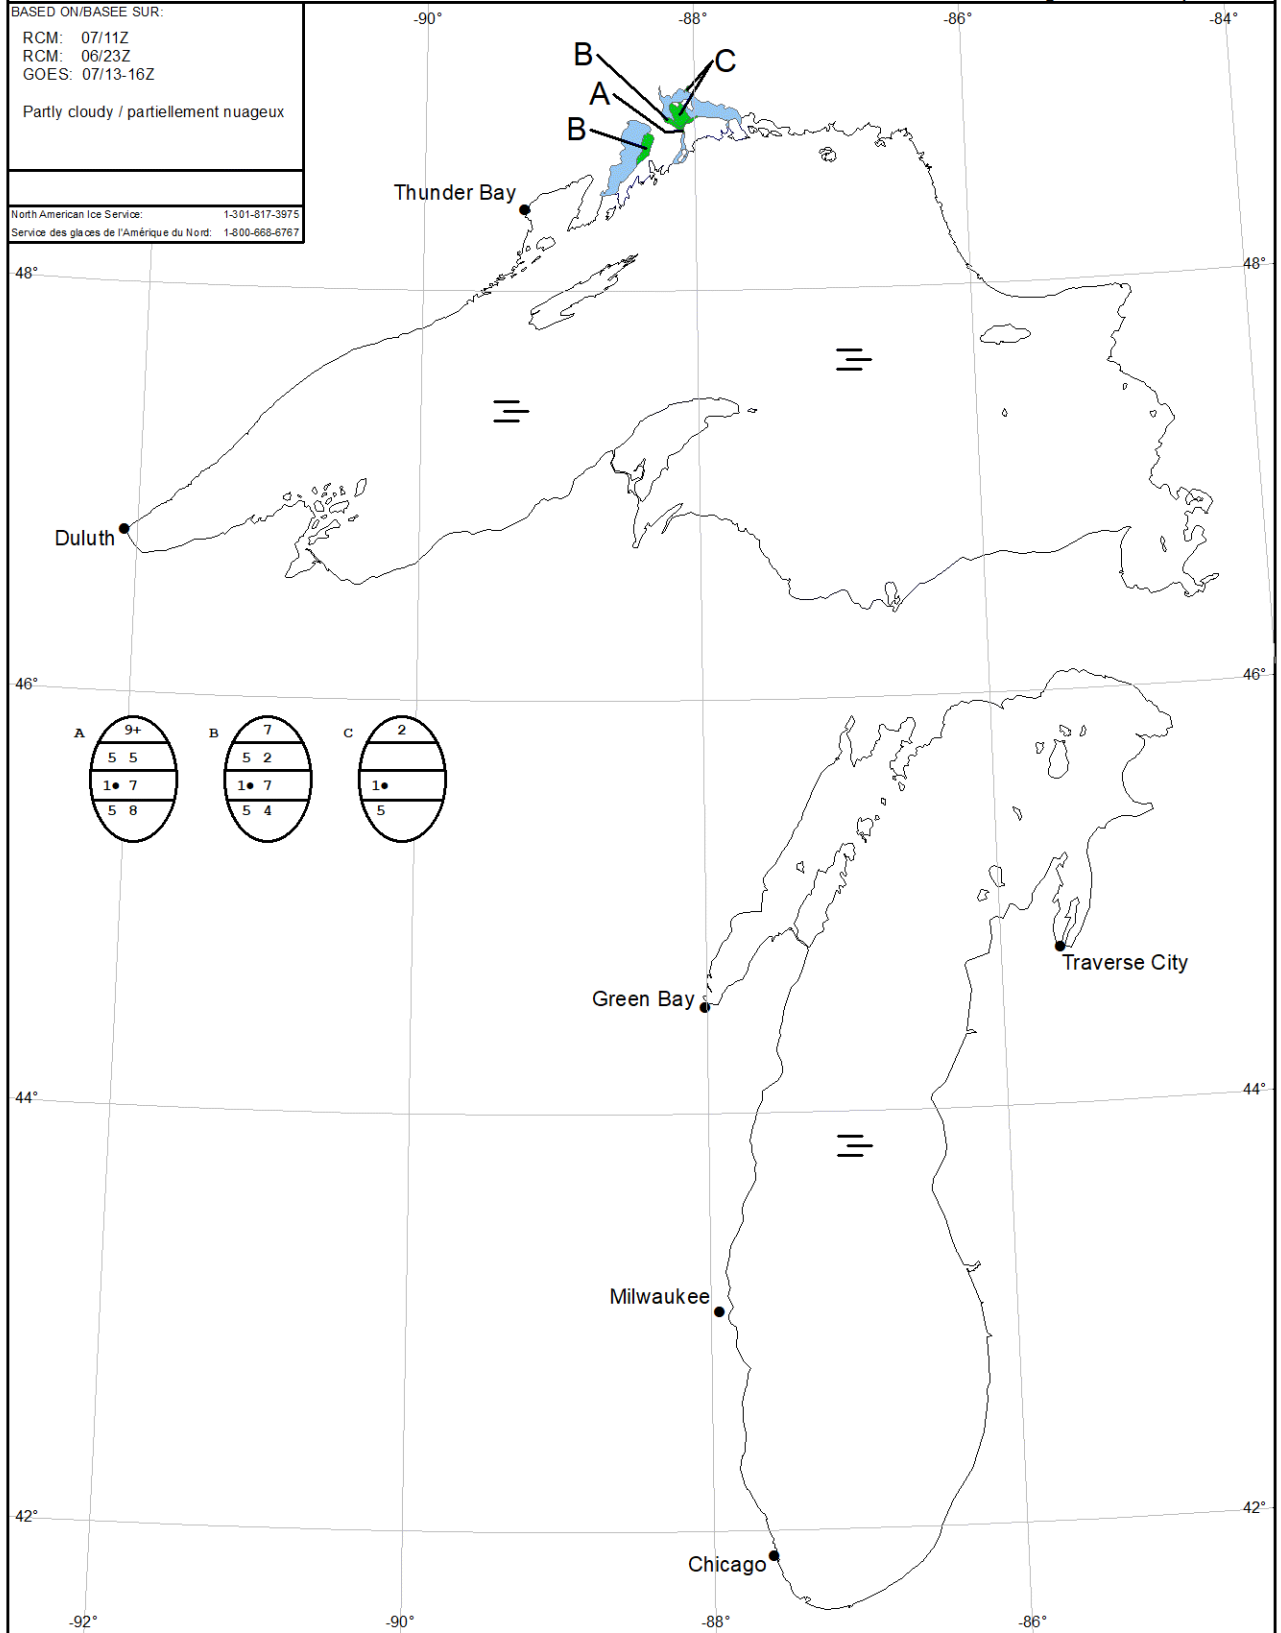 BASED ON/BASEE SUR:
RCM: 07/11Z
RCM: 06/23Z
GOES: 07/13-16Z
Partly cloudy / partiellement nuageux
North American Ice Service: 1-301-817-3975
Service des glaces de l'Amérique du Nord: 1-800-668-6767
-90° -88° -86° -84°
B
C
A
B
Thunder Bay
48° 48°
Duluth
46° 46°
A 9+
5 5
1• 7
5 8
B 7
5 2
1• 7
5 4
C 2
1•
5
Traverse City
Green Bay
44° 44°
Milwaukee
42° 42°
Chicago
-92° -90° -88° -86°